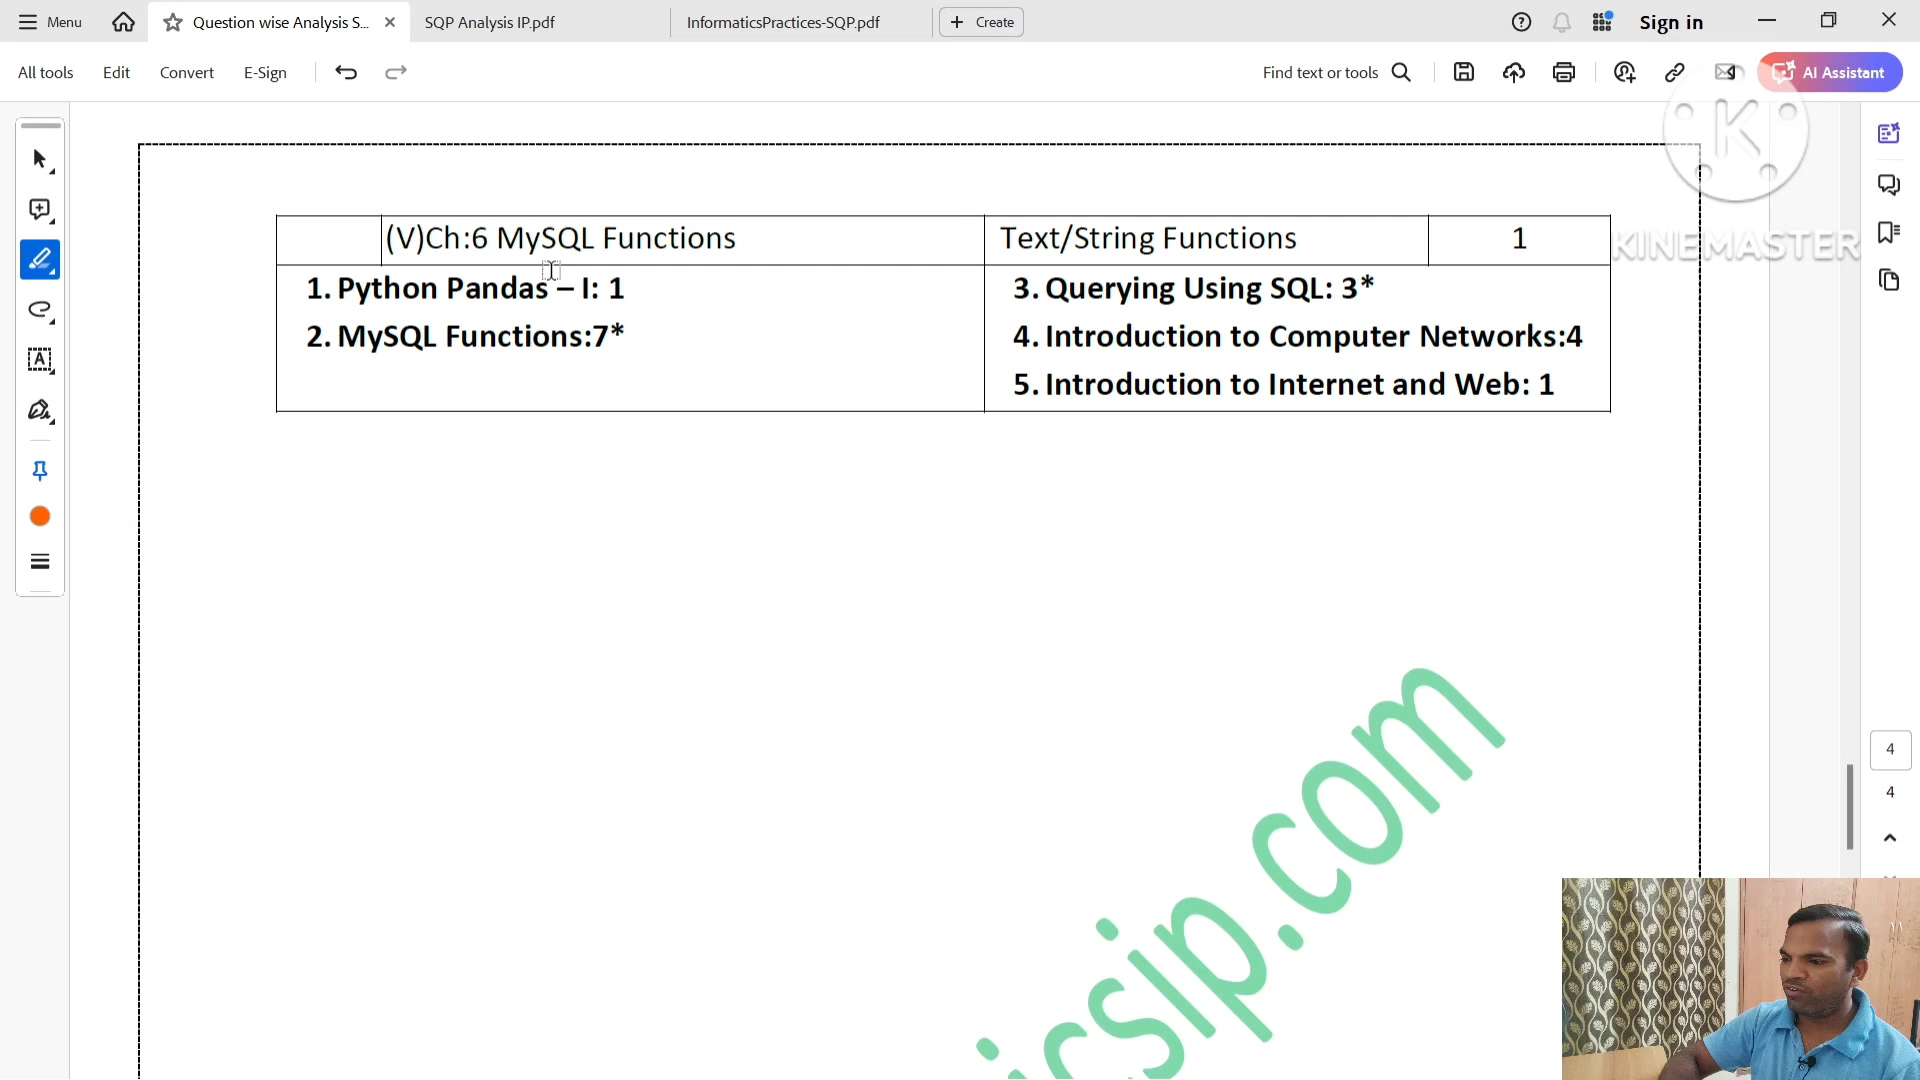 Menu
Question wise Analysis S...
SQP Analysis IP.pdf
InformaticsPractices-SQP.pdf
Create
Sign in
All tools
Edit
Convert
E-Sign
Find text or tools
AI Assistant
K
KINEMASTER
(V)Ch:6 MySQL Functions
Text/String Functions
1
1. Python Pandas – I: 1
2. MySQL Functions:7*
3. Querying Using SQL: 3*
4. Introduction to Computer Networks:4
5. Introduction to Internet and Web: 1
4
4
icsip.com